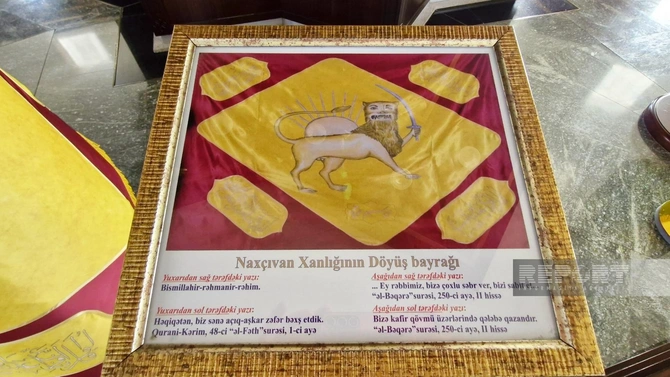 Naxçıvan Xanlığının Döyüş bayrağı
Yuxarıdan sağ tərəfdəki yazı:
Bismillahir-rəhmanir-rəhim.
Yuxarıdan sol tərəfdəki yazı:
Həqiqətən, biz sənə açıq-aşkar zəfər bəxş etdik.
Qurani-Kərim, 48-ci "əl-Fəth"surəsi, 1-ci ayə
Aşağıdan sağ tərəfdəki yazı:
... Ey rəbbimiz, bizə çoxlu səbr ver, bizi
"əl-Bəqərə"surəsi, 250-ci ayə, II hissə
Aşağıdan sol tərəfdəki yazı:
Bizə kafir qövmü üzərlərində qələbə qazandır.
"əl-Bəqərə"surəsi, 250-ci ayə, II hissə